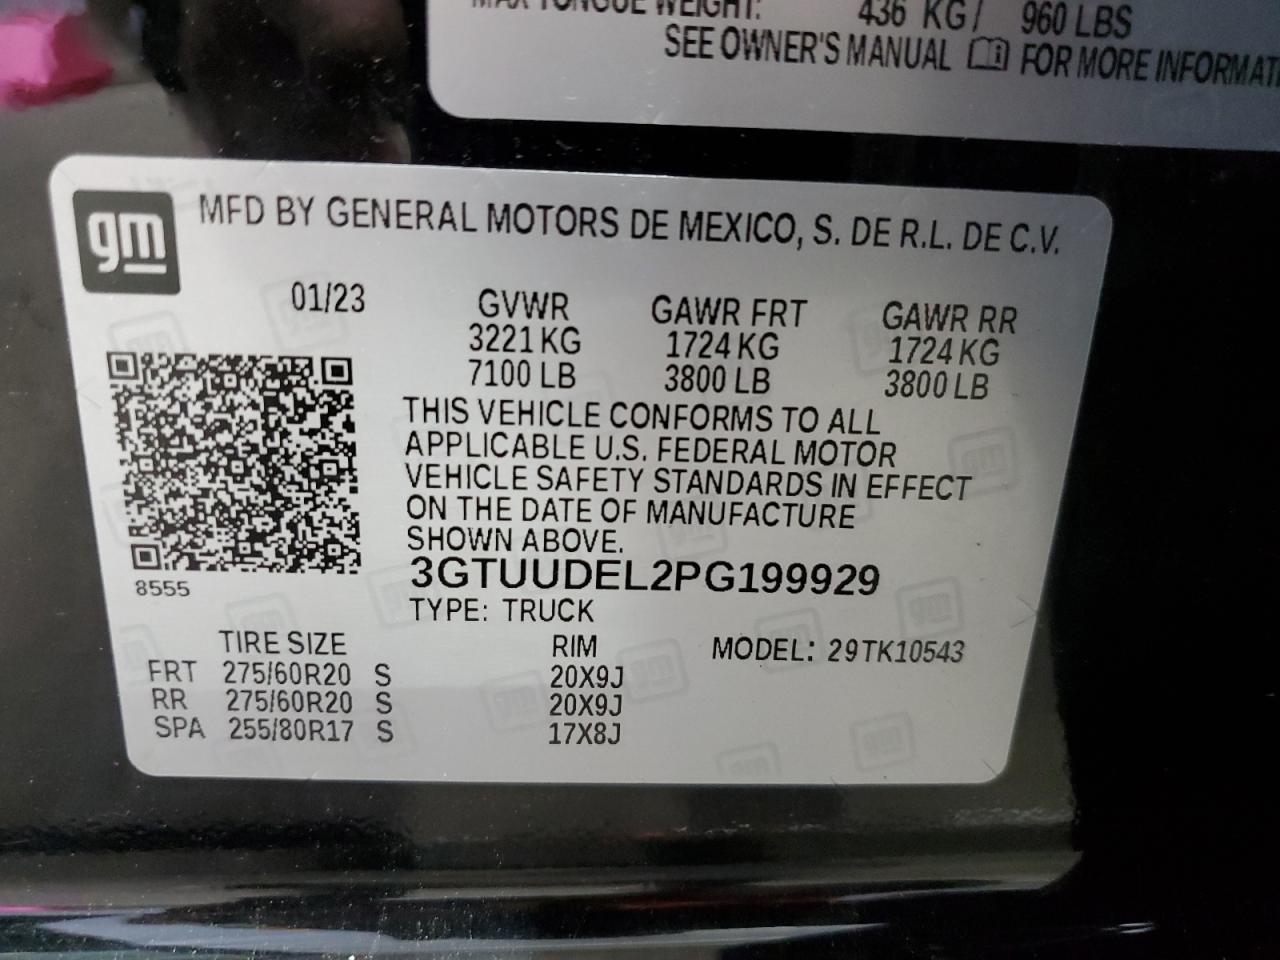 MAX TONGUE WEIGHT: 436 KG/ 960 LBS
SEE OWNER'S MANUAL FOR MORE INFORMATI
gm
MFD BY GENERAL MOTORS DE MEXICO, S. DE R.L. DE C.V.
01/23 GVWR GAWR FRT GAWR RR
3221 KG 1724 KG 1724 KG
7100 LB 3800 LB 3800 LB
THIS VEHICLE CONFORMS TO ALL
APPLICABLE U.S. FEDERAL MOTOR
VEHICLE SAFETY STANDARDS IN EFFECT
ON THE DATE OF MANUFACTURE
SHOWN ABOVE.
3GTUUDEL2PG199929
8555
TYPE: TRUCK
TIRE SIZE RIM MODEL: 29TK10543
FRT 275/60R20 S 20X9J
RR 275/60R20 S 20X9J
SPA 255/80R17 S 17X8J